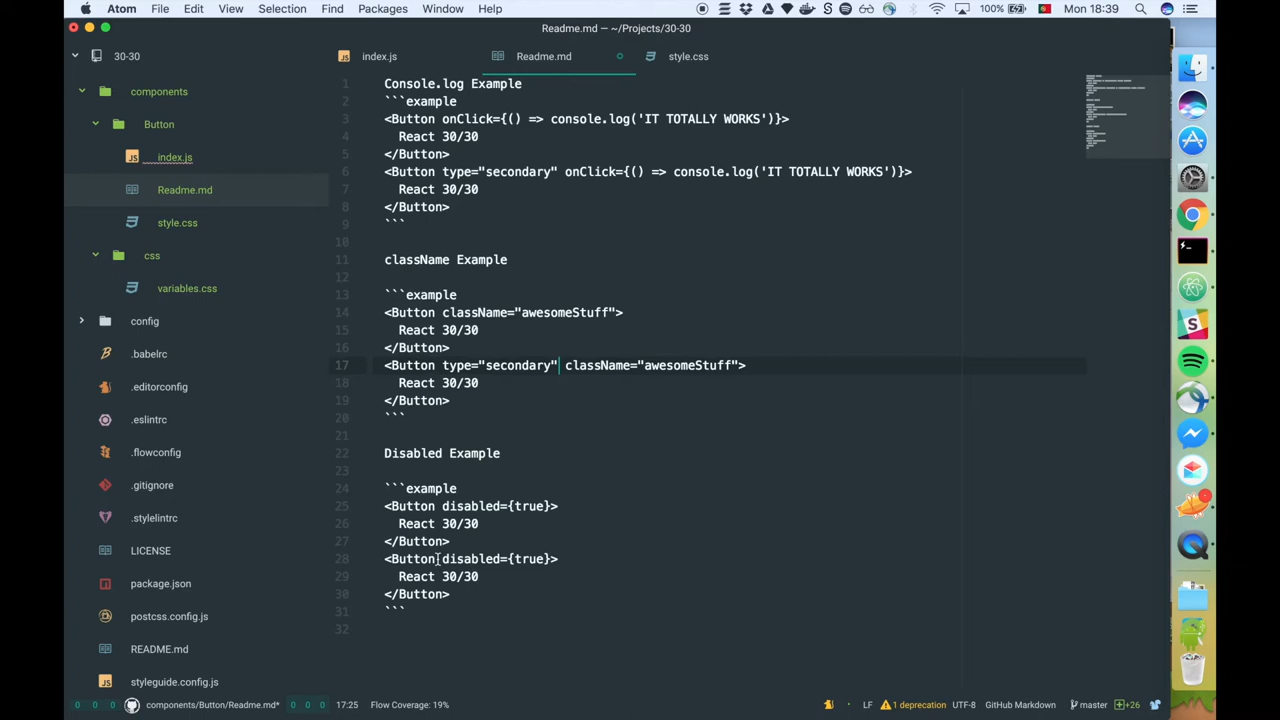 Atom File Edit View Selection Find Packages Window Help 100% Mon 18:39
Readme.md — ~/Projects/30-30
30-30
index.js
Readme.md
style.css
components
Button
index.js
Readme.md
style.css
css
variables.css
config
.babelrc
.editorconfig
.eslintrc
.flowconfig
.gitignore
.stylelintrc
LICENSE
package.json
postcss.config.js
README.md
styleguide.config.js
1 Console.log Example
2 ```example
3 <Button onClick={() => console.log('IT TOTALLY WORKS')}>
4 React 30/30
5 </Button>
6 <Button type="secondary" onClick={() => console.log('IT TOTALLY WORKS')}>
7 React 30/30
8 </Button>
9 ```
10
11 className Example
12
13 ```example
14 <Button className="awesomeStuff">
15 React 30/30
16 </Button>
17 <Button type="secondary" className="awesomeStuff">
18 React 30/30
19 </Button>
20 ```
21
22 Disabled Example
23
24 ```example
25 <Button disabled={true}>
26 React 30/30
27 </Button>
28 <Button disabled={true}>
29 React 30/30
30 </Button>
31 ```
32
0 0 0 components/Button/Readme.md* 0 0 0 17:25 Flow Coverage: 19% LF 1 deprecation UTF-8 GitHub Markdown master +26